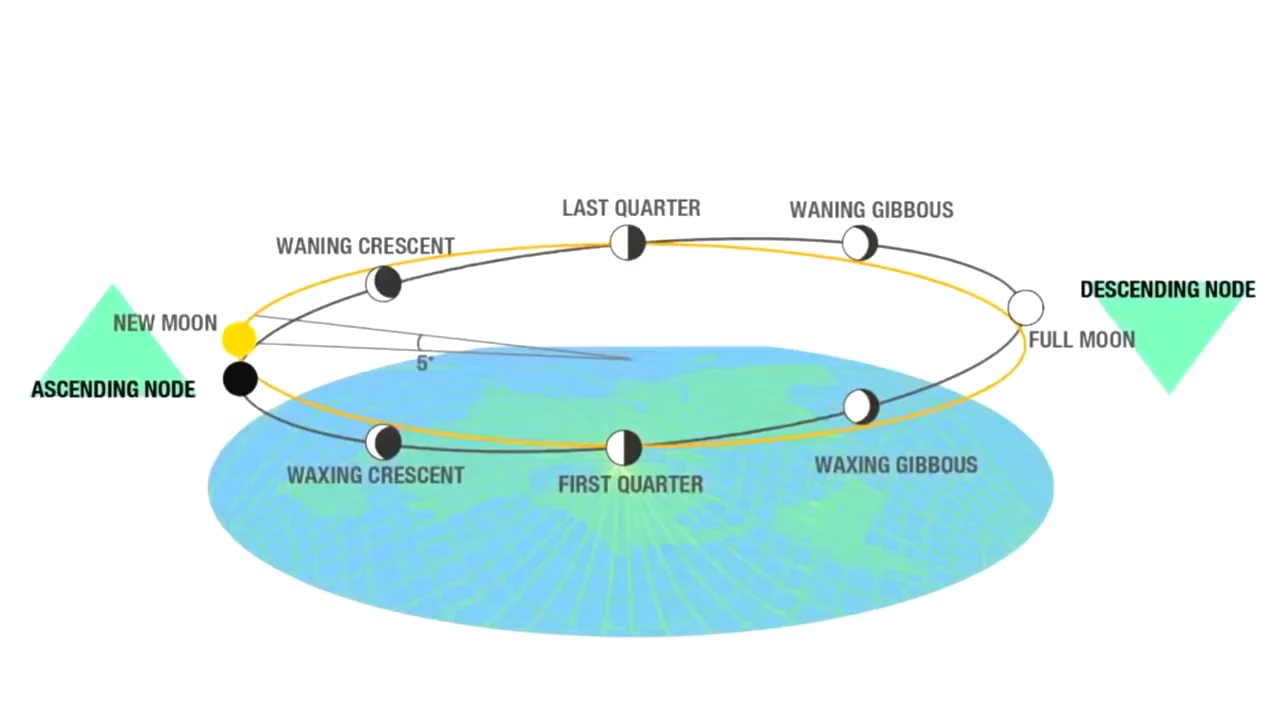 LAST QUARTER
WANING GIBBOUS
WANING CRESCENT
DESCENDING NODE
NEW MOON
FULL MOON
5°
ASCENDING NODE
WAXING CRESCENT
WAXING GIBBOUS
FIRST QUARTER